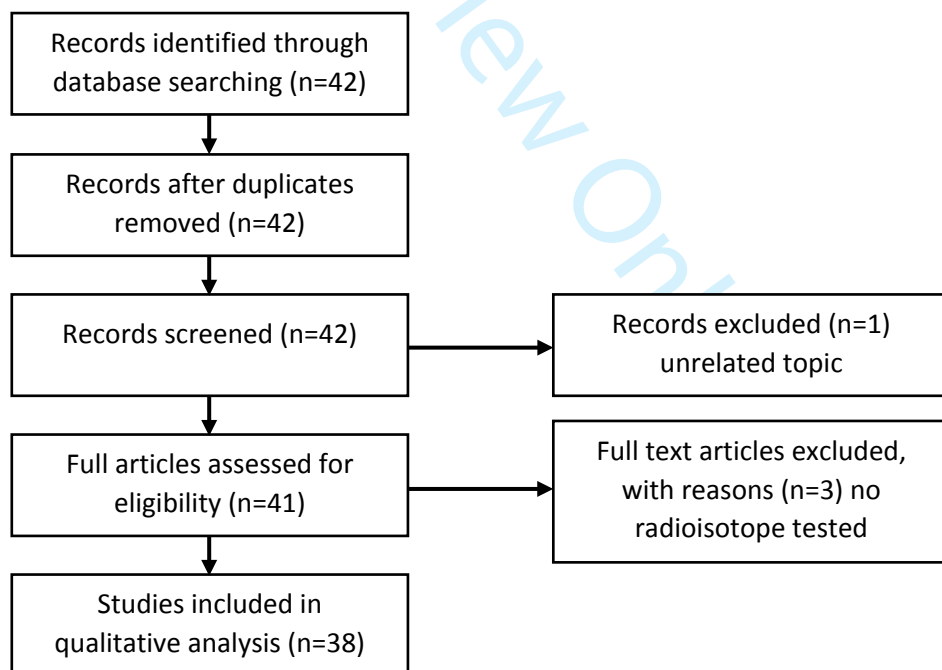 Records identified through
database searching (n=42)
Records after duplicates
removed (n=42)
Records screened (n=42)
Records excluded (n=1)
unrelated topic
Full articles assessed for
eligibility (n=41)
Full text articles excluded,
with reasons (n=3) no
radioisotope tested
Studies included in
qualitative analysis (n=38)